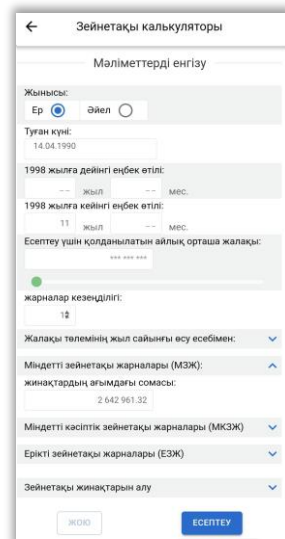 Зейнетақы калькуляторы
Мәліметтерді енгізу
Жынысы:
Ер Әйел
Туған күні:
14.04.1990
1998 жылға дейінгі еңбек өтілі:
-- жыл -- мес.
1998 жылға кейінгі еңбек өтілі:
11 жыл -- мес.
Есептеу үшін қолданылатын айлық орташа жалақы:
*** *** ***
жарналар кезеңділігі:
12
Жалақы төлемінің жыл сайынғы өсу есебімен:
Міндетті зейнетақы жарналары (МЗЖ):
жинақтардың ағымдағы сомасы:
2 642 961.32
Міндетті кәсіптік зейнетақы жарналары (МКЗЖ)
Ерікті зейнетақы жарналары (ЕЗЖ)
Зейнетақы жинақтарын алу
ЖОЮ ЕСЕПТЕУ